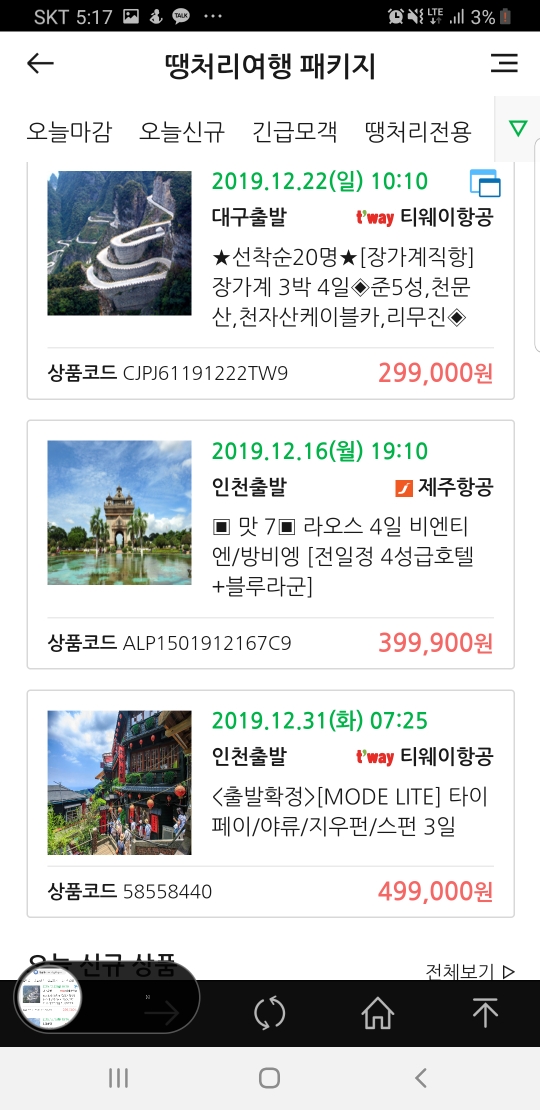 SKT 5:17 TALK LTE 3%
땡처리여행 패키지
오늘마감 오늘신규 긴급모객 땡처리전용
2019.12.22(일) 10:10
대구출발 t'way 티웨이항공
★선착순20명★[장가계직항]
장가계 3박 4일◈준5성,천문
산,천자산케이블카,리무진◈
상품코드 CJPJ61191222TW9 299,000원
2019.12.16(월) 19:10
인천출발 제주항공
▣ 맛 7▣ 라오스 4일 비엔티
엔/방비엥 [전일정 4성급호텔
+블루라군]
상품코드 ALP1501912167C9 399,900원
2019.12.31(화) 07:25
인천출발 t'way 티웨이항공
<출발확정>[MODE LITE] 타이
페이/야류/지우펀/스펀 3일
상품코드 58558440 499,000원
오늘 신규 상품 전체보기 ▷